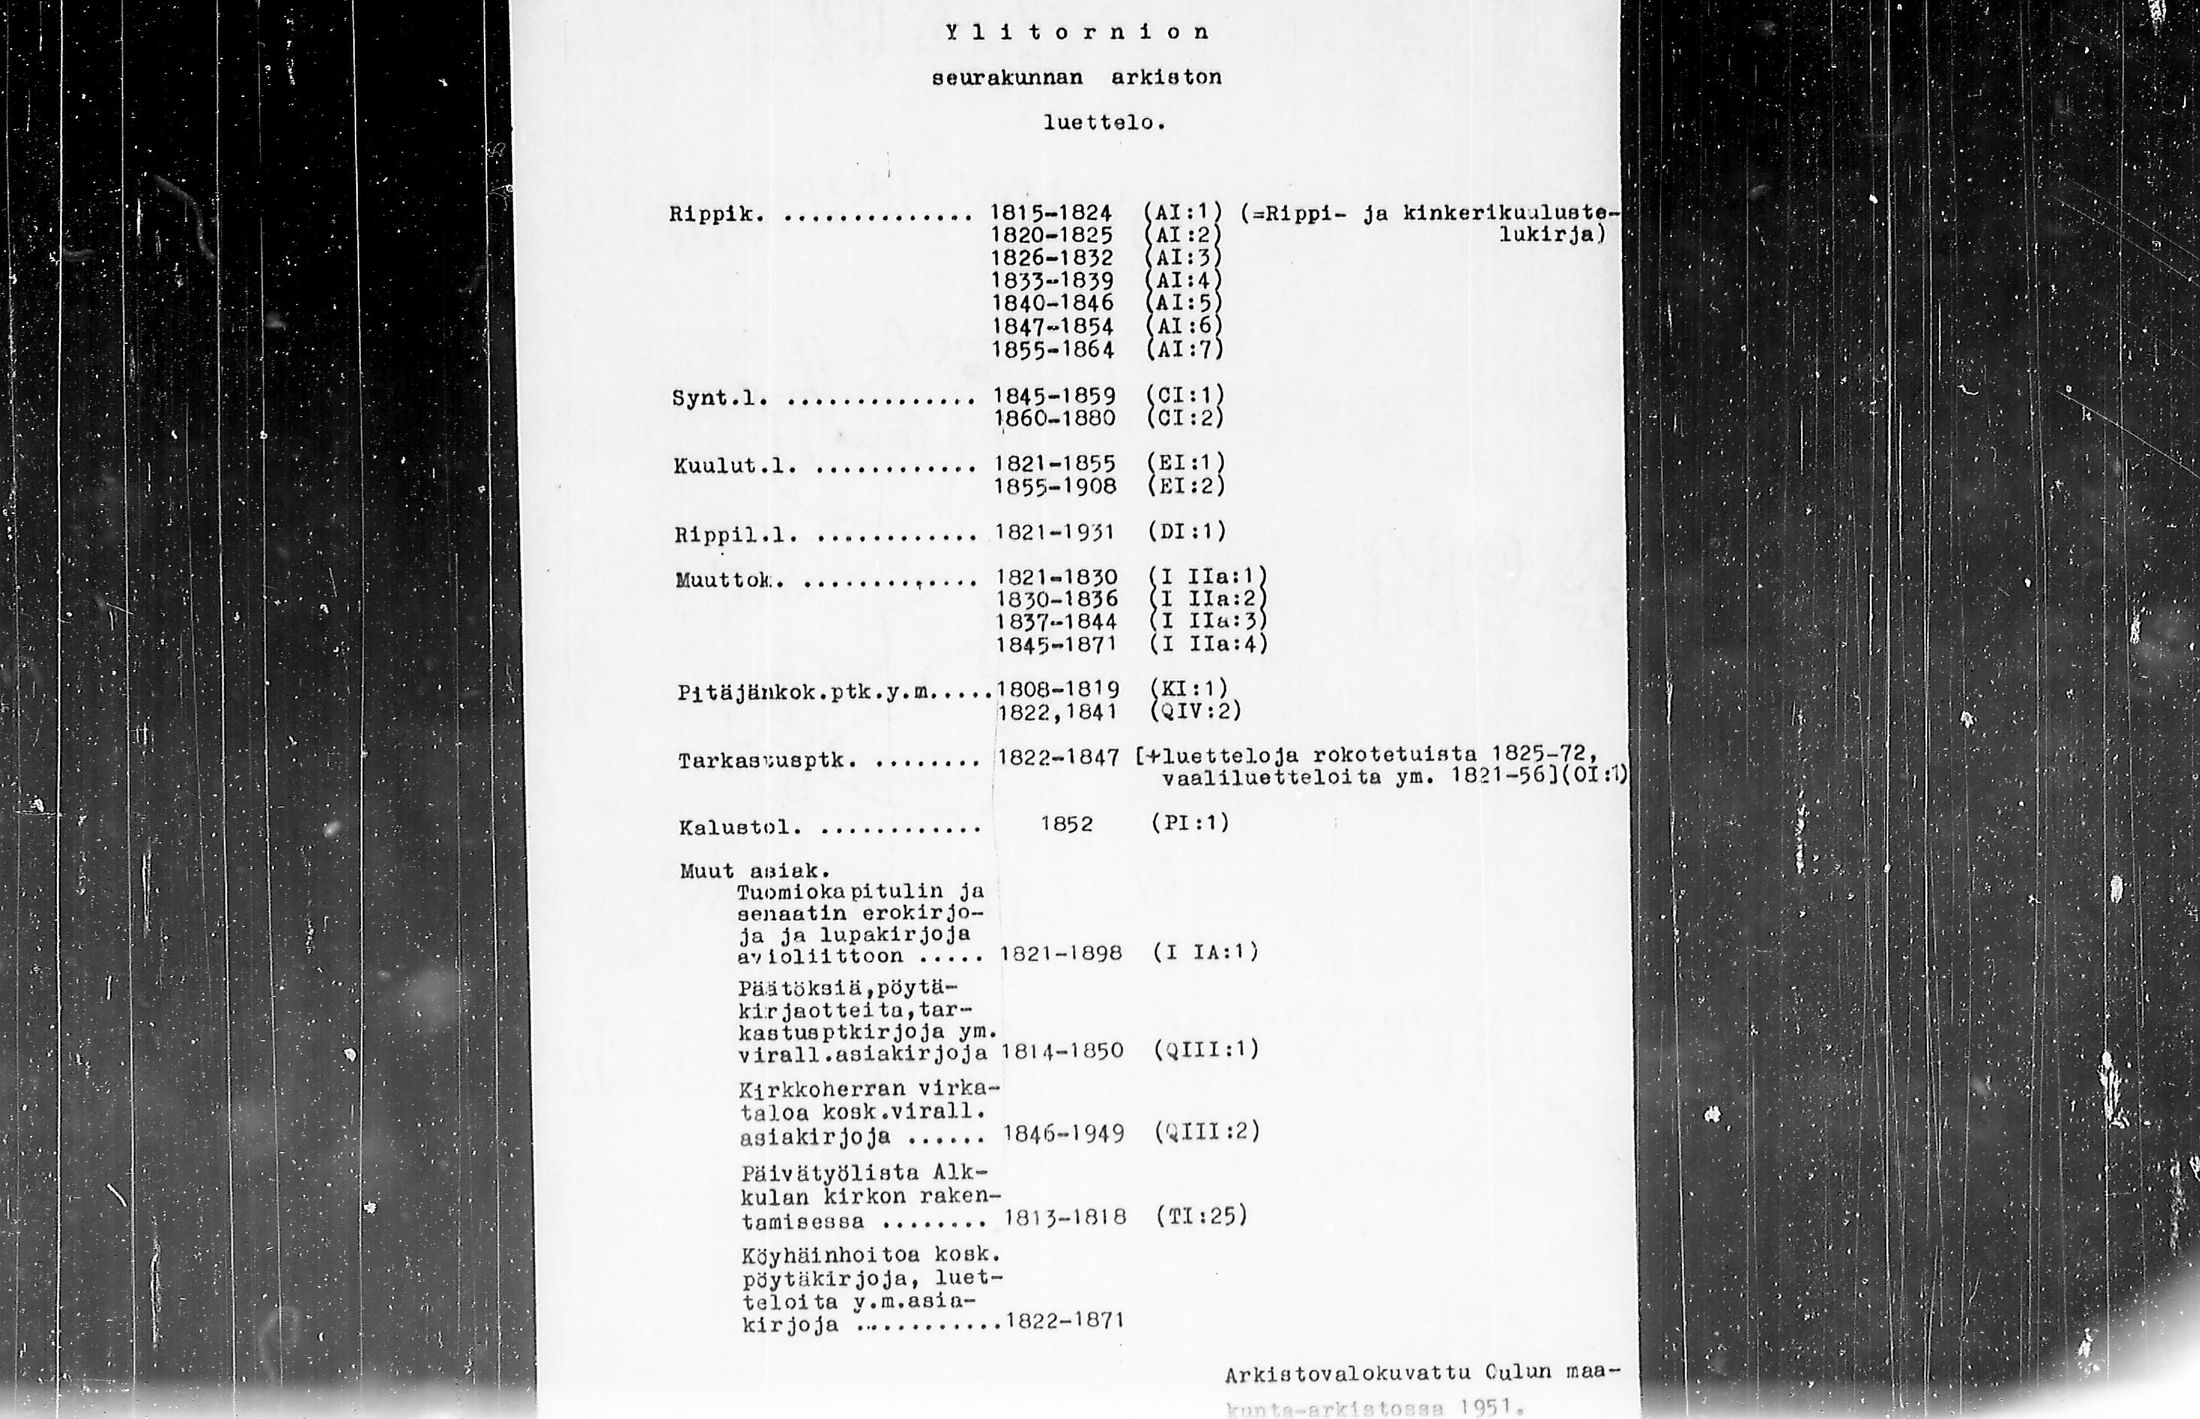 Ylitornion
seurakunnan arkiston
luettelo.
Rippik. .............. 1815-1824 (AI:1) (=Rippi- ja kinkerikuuluste-
1820-1825 (AI:2) lukirja)
1826-1832 (AI:3)
1833-1839 (AI:4)
1840-1846 (AI:5)
1847-1854 (AI:6)
1855-1864 (AI:7)
Synt.l. .............. 1845-1859 (CI:1)
1860-1880 (CI:2)
Kuulut.l. ............ 1821-1855 (EI:1)
1855-1908 (EI:2)
Rippil.l. ............ 1821-1931 (DI:1)
Muuttok. ............. 1821-1830 (I IIa:1)
1830-1836 (I IIa:2)
1837-1844 (I IIa:3)
1845-1871 (I IIa:4)
Pitäjänkok.ptk.y.m.....1808-1819 (KI:1)
1822,1841 (QIV:2)
Tarkastusptk. ........ 1822-1847 [+luetteloja rokotetuista 1825-72,
vaaliluetteloita ym. 1821-56](OI:1)
Kalustol. ............ 1852 (PI:1)
Muut asiak.
Tuomiokapitulin ja
senaatin erokirjo-
ja ja lupakirjoja
avioliittoon ..... 1821-1898 (I IA:1)
Päätöksiä,pöytä-
kirjaotteita,tar-
kastusptkirjoja ym.
virall.asiakirjoja 1814-1850 (QIII:1)
Kirkkoherran virka-
taloa kosk.virall.
asiakirjoja ...... 1846-1949 (QIII:2)
Päivätyölista Alk-
kulan kirkon raken-
tamisessa ........ 1813-1818 (TI:25)
Köyhäinhoitoa kosk.
pöytäkirjoja, luet-
teloita y.m.asia-
kirjoja ...........1822-1871
Arkistovalokuvattu Oulun maa-
kunta-arkistossa 1951.